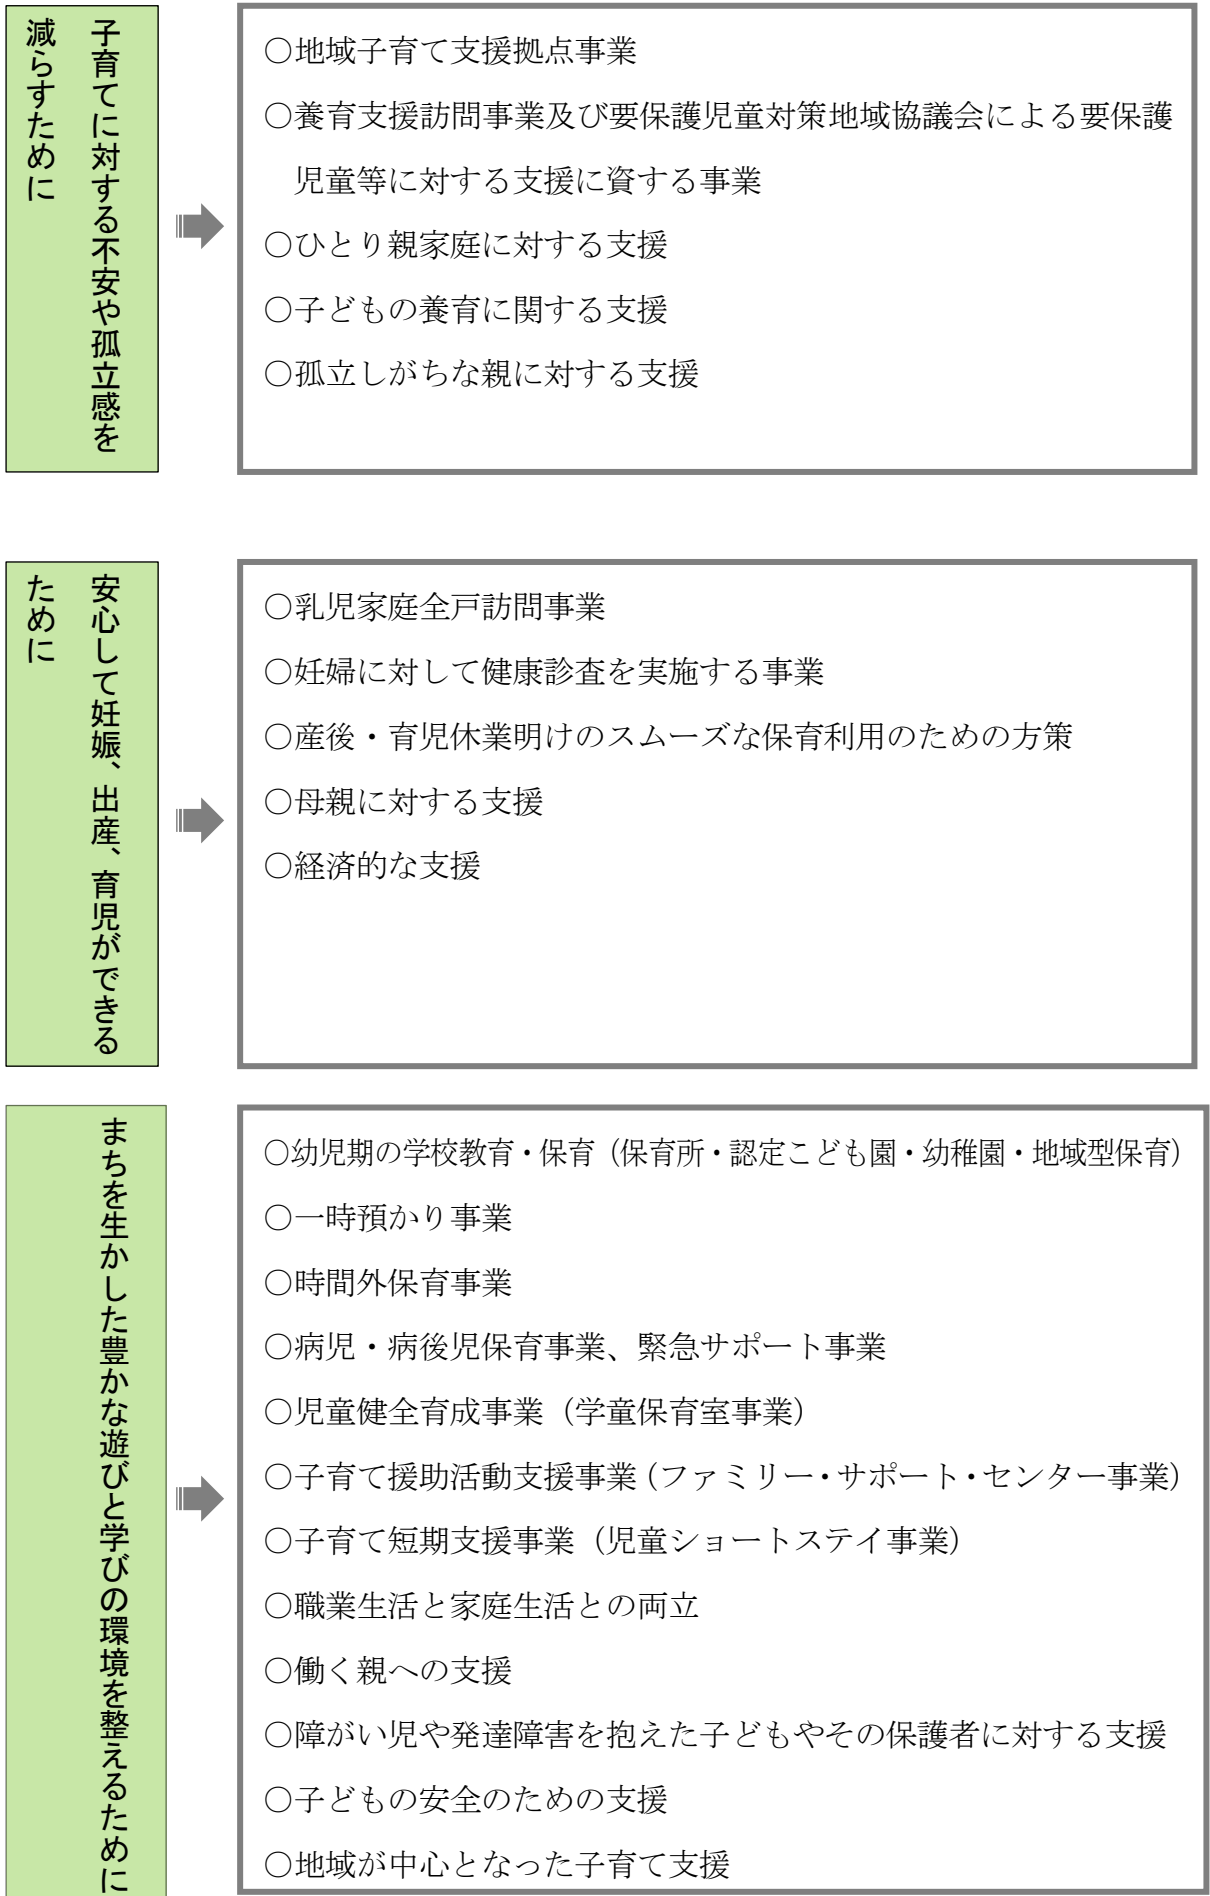 子育てに対する不安や孤立感を
減らすために
○地域子育て支援拠点事業
○養育支援訪問事業及び要保護児童対策地域協議会による要保護
児童等に対する支援に資する事業
○ひとり親家庭に対する支援
○子どもの養育に関する支援
○孤立しがちな親に対する支援
安心して妊娠、出産、育児ができる
ために
○乳児家庭全戸訪問事業
○妊婦に対して健康診査を実施する事業
○産後・育児休業明けのスムーズな保育利用のための方策
○母親に対する支援
○経済的な支援
まちを生かした豊かな遊びと学びの環境を整えるために
○幼児期の学校教育・保育（保育所・認定こども園・幼稚園・地域型保育）
○一時預かり事業
○時間外保育事業
○病児・病後児保育事業、緊急サポート事業
○児童健全育成事業（学童保育室事業）
○子育て援助活動支援事業（ファミリー・サポート・センター事業）
○子育て短期支援事業（児童ショートステイ事業）
○職業生活と家庭生活との両立
○働く親への支援
○障がい児や発達障害を抱えた子どもやその保護者に対する支援
○子どもの安全のための支援
○地域が中心となった子育て支援